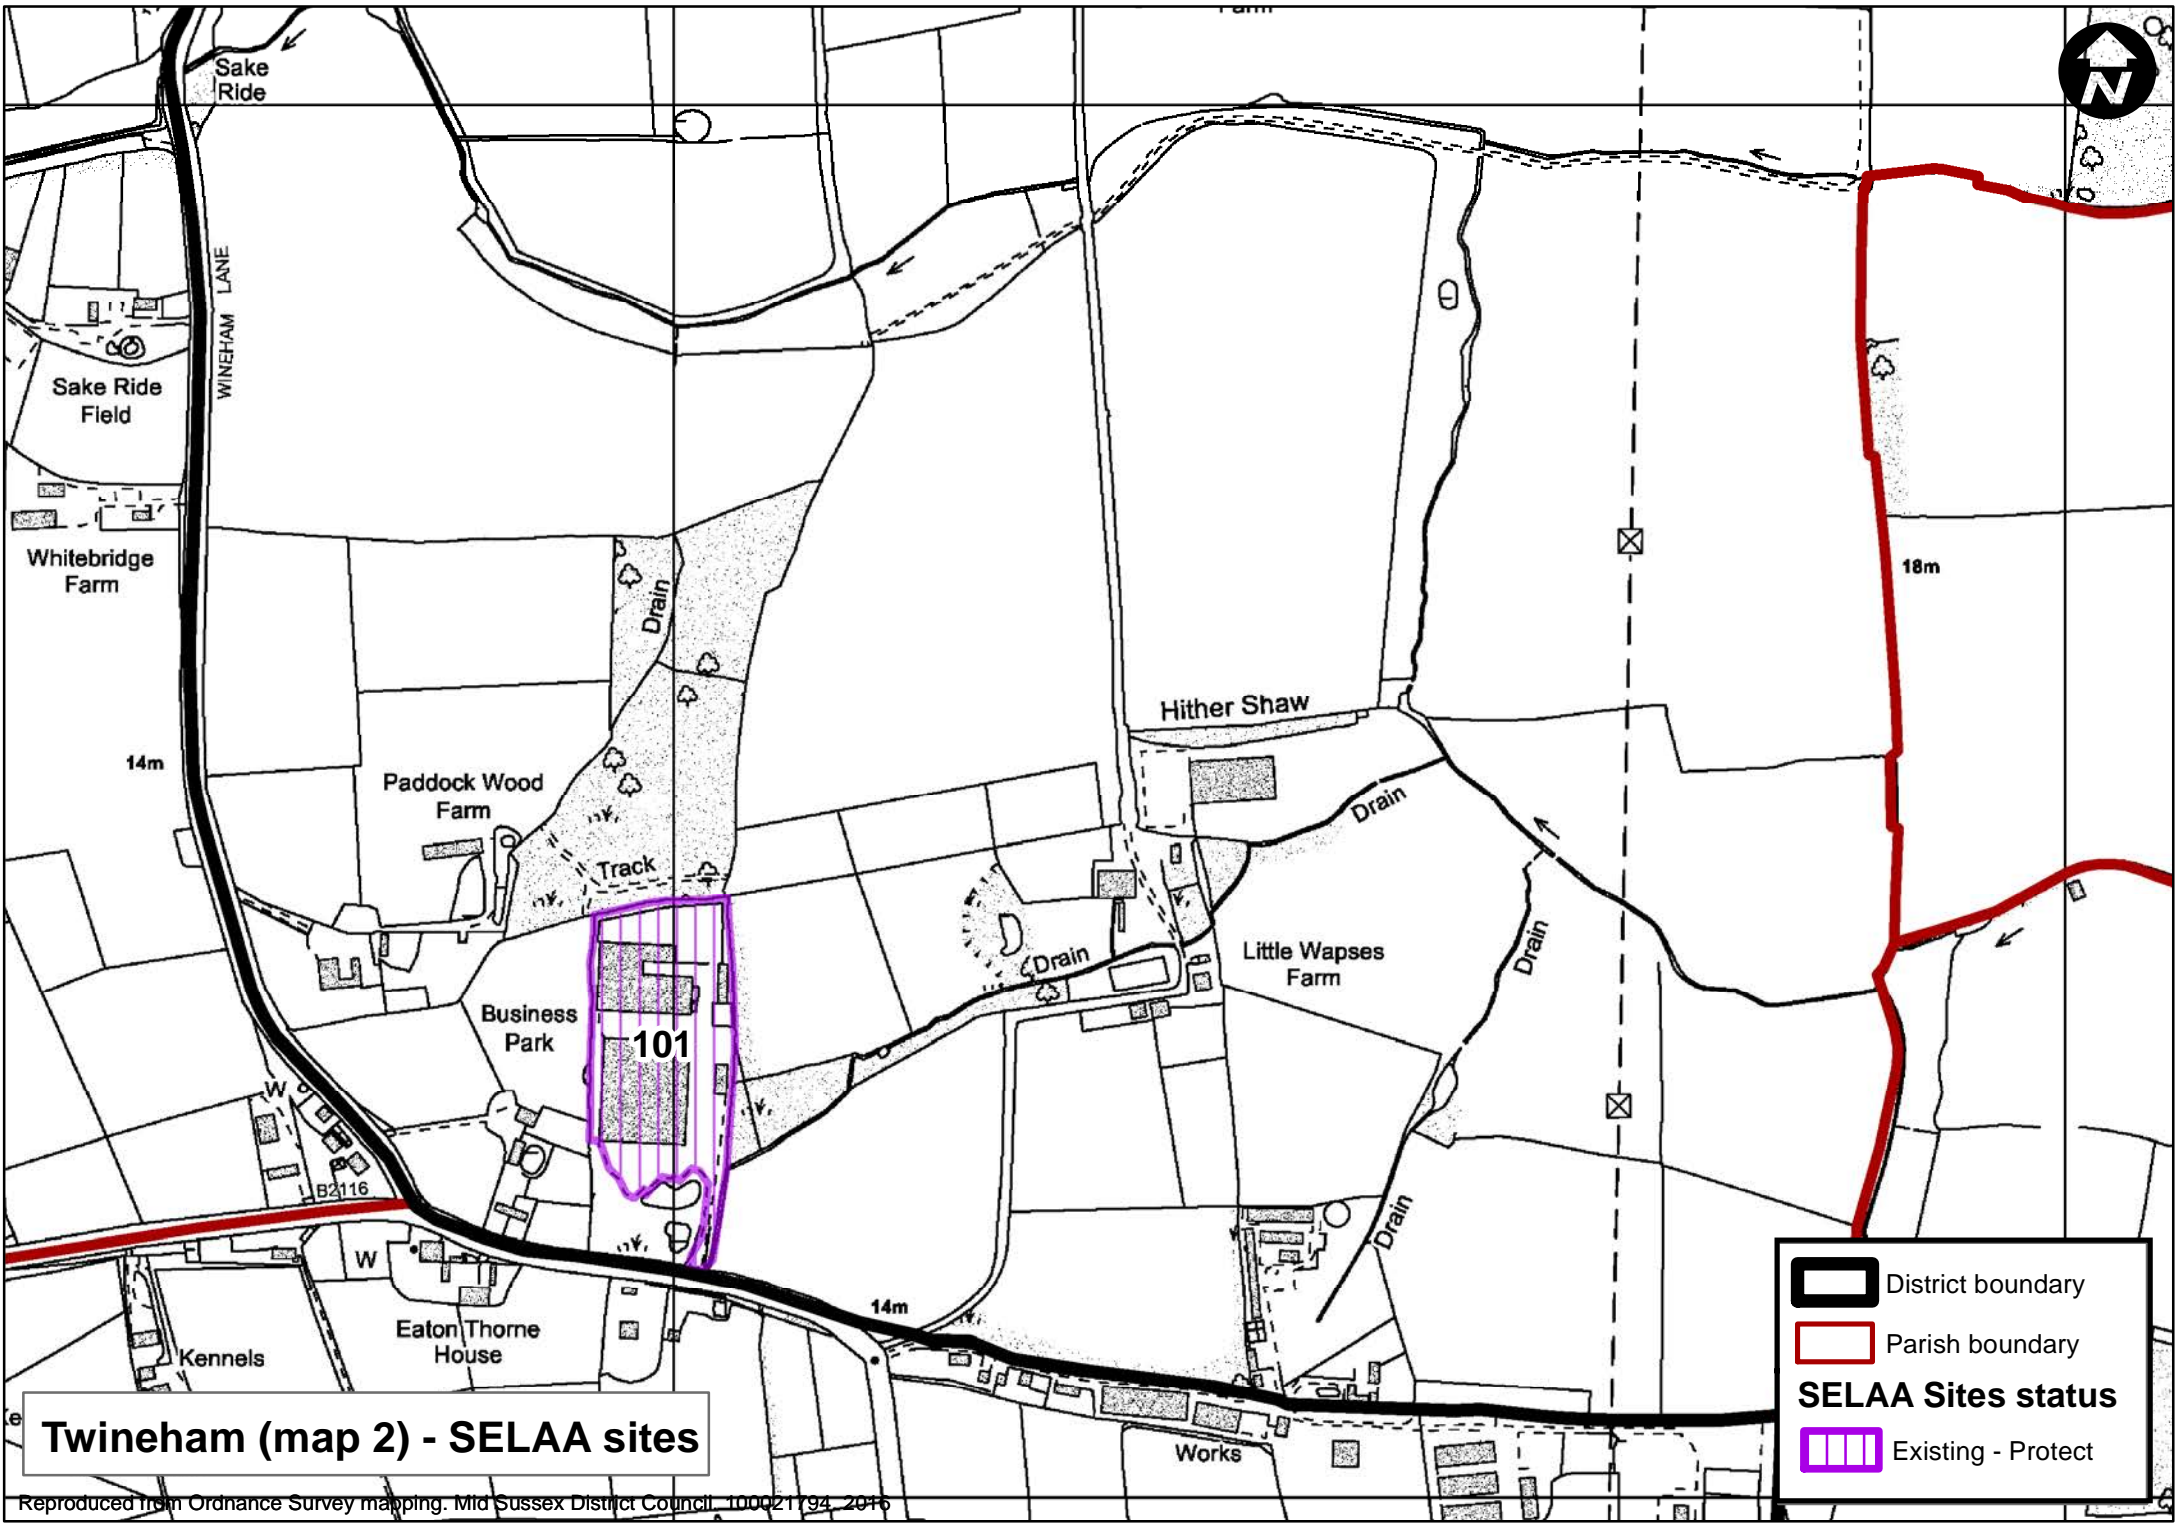 Sake
Ride
N
WINEHAM LANE
Sake Ride
Field
Whitebridge
Farm
Drain
18m
Hither Shaw
14m
Paddock Wood
Farm
Drain
Track
Drain
Little Wapses
Farm
Drain
Business
Park
101
W
B2116
Drain
W
14m
Eaton Thorne
House
Kennels
Works
District boundary
Parish boundary
SELAA Sites status
Existing - Protect
Twineham (map 2) - SELAA sites
Reproduced from Ordnance Survey mapping. Mid Sussex District Council. 100021794. 2016